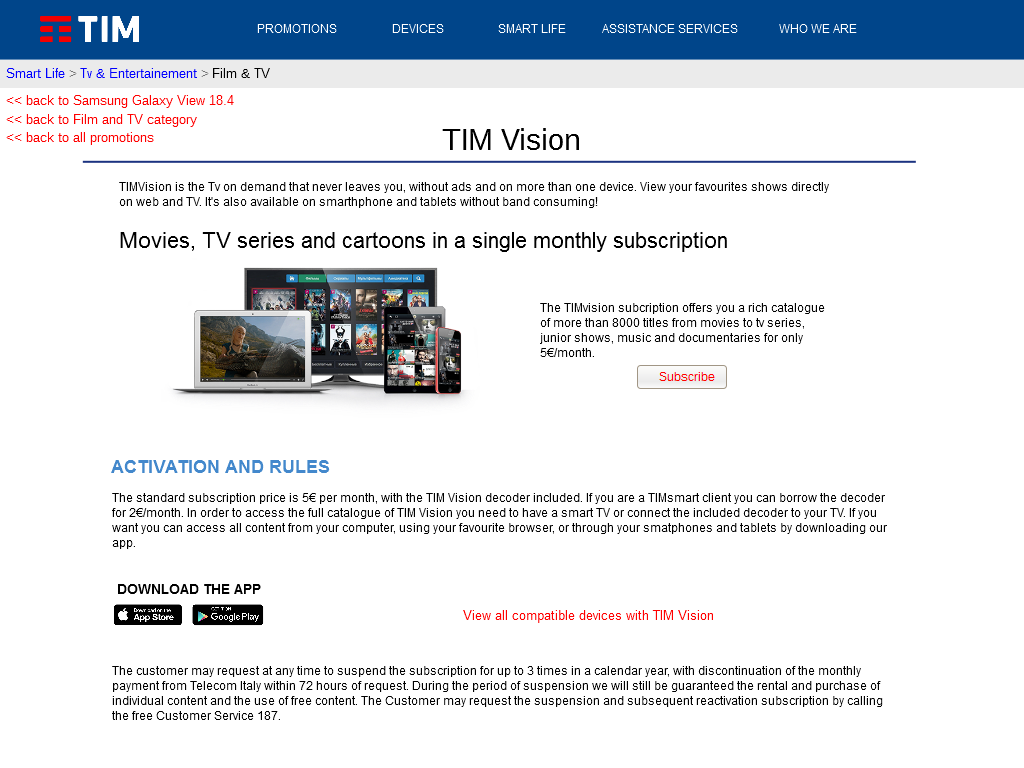 TIM
PROMOTIONS DEVICES SMART LIFE ASSISTANCE SERVICES WHO WE ARE
Smart Life > Tv & Entertainement > Film & TV
<< back to Samsung Galaxy View 18.4
<< back to Film and TV category
<< back to all promotions
TIM Vision
TIMVision is the Tv on demand that never leaves you, without ads and on more than one device. View your favourites shows directly
on web and TV. It's also available on smarthphone and tablets without band consuming!
Movies, TV series and cartoons in a single monthly subscription
The TIMvision subcription offers you a rich catalogue
of more than 8000 titles from movies to tv series,
junior shows, music and documentaries for only
5€/month.
Subscribe
ACTIVATION AND RULES
The standard subscription price is 5€ per month, with the TIM Vision decoder included. If you are a TIMsmart client you can borrow the decoder
for 2€/month. In order to access the full catalogue of TIM Vision you need to have a smart TV or connect the included decoder to your TV. If you
want you can access all content from your computer, using your favourite browser, or through your smatphones and tablets by downloading our
app.
DOWNLOAD THE APP
Download on the
App Store
GET IT ON
Google Play
View all compatible devices with TIM Vision
The customer may request at any time to suspend the subscription for up to 3 times in a calendar year, with discontinuation of the monthly
payment from Telecom Italy within 72 hours of request. During the period of suspension we will still be guaranteed the rental and purchase of
individual content and the use of free content. The Customer may request the suspension and subsequent reactivation subscription by calling
the free Customer Service 187.